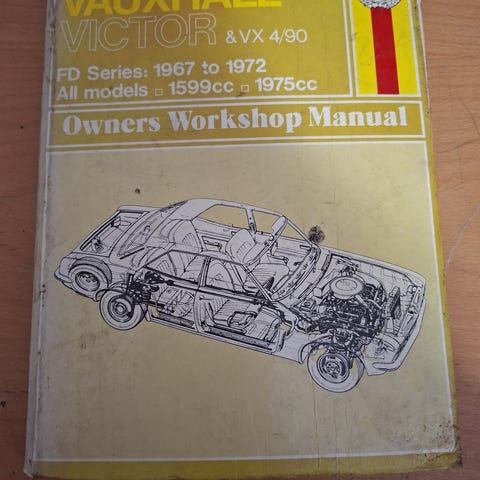 VAUXHALL
VICTOR & VX 4/90
FD Series: 1967 to 1972
All models □ 1599cc □ 1975cc
Owners Workshop Manual